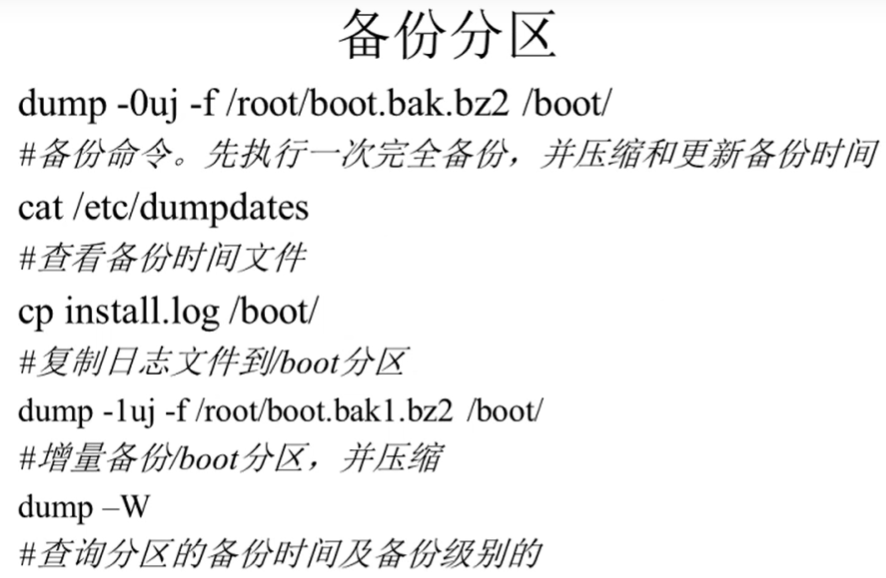 备份分区
dump -0uj -f /root/boot.bak.bz2 /boot/
#备份命令。先执行一次完全备份，并压缩和更新备份时间
cat /etc/dumpdates
#查看备份时间文件
cp install.log /boot/
#复制日志文件到/boot分区
dump -1uj -f /root/boot.bak1.bz2 /boot/
#增量备份/boot分区，并压缩
dump –W
#查询分区的备份时间及备份级别的